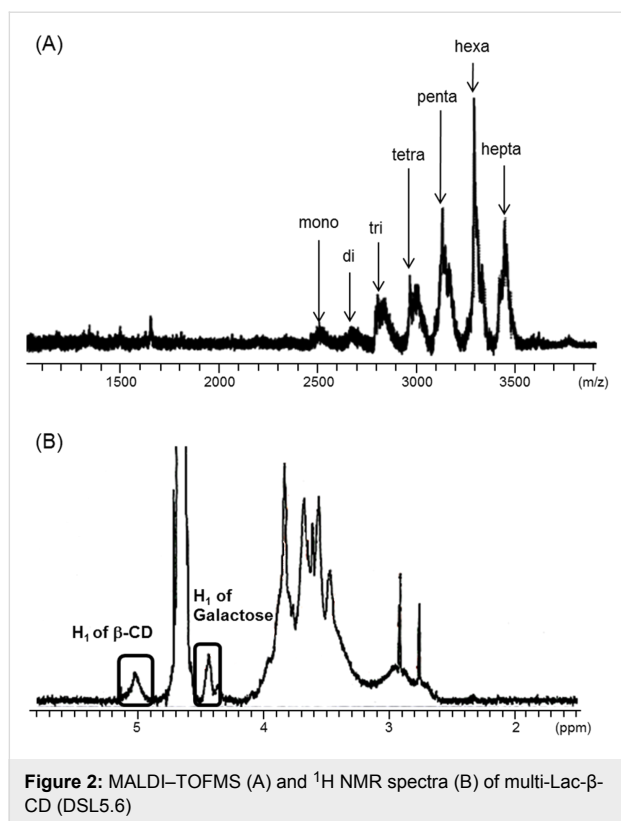 (A)
hexa
penta
tetra
hepta
mono
di
tri
1500 2000 2500 3000 3500 (m/z)
(B)
H₁ of β-CD
H₁ of
Galactose
5 4 3 2 (ppm)
Figure 2: MALDI–TOFMS (A) and ¹H NMR spectra (B) of multi-Lac-β-
CD (DSL5.6)